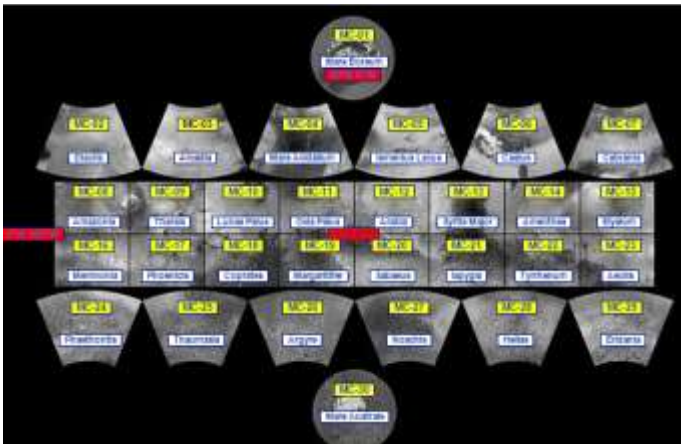 MC-01
Mare Boreum
MC-02 MC-03 MC-04 MC-05 MC-06 MC-07
Diacria Arcadia Mare Acidalium Ismenius Lacus Casius Cebrenia
MC-08 MC-09 MC-10 MC-11 MC-12 MC-13 MC-14 MC-15
Amazonis Tharsis Lunae Palus Oxia Palus Arabia Syrtis Major Amenthes Elysium
MC-16 MC-17 MC-18 MC-19 MC-20 MC-21 MC-22 MC-23
Memnonia Phoenicis Coprates Margaritifer Sabaeus Iapygia Tyrrhenum Aeolis
MC-24 MC-25 MC-26 MC-27 MC-28 MC-29
Phaethontis Thaumasia Argyre Noachis Hellas Eridania
MC-30
Mare Australe